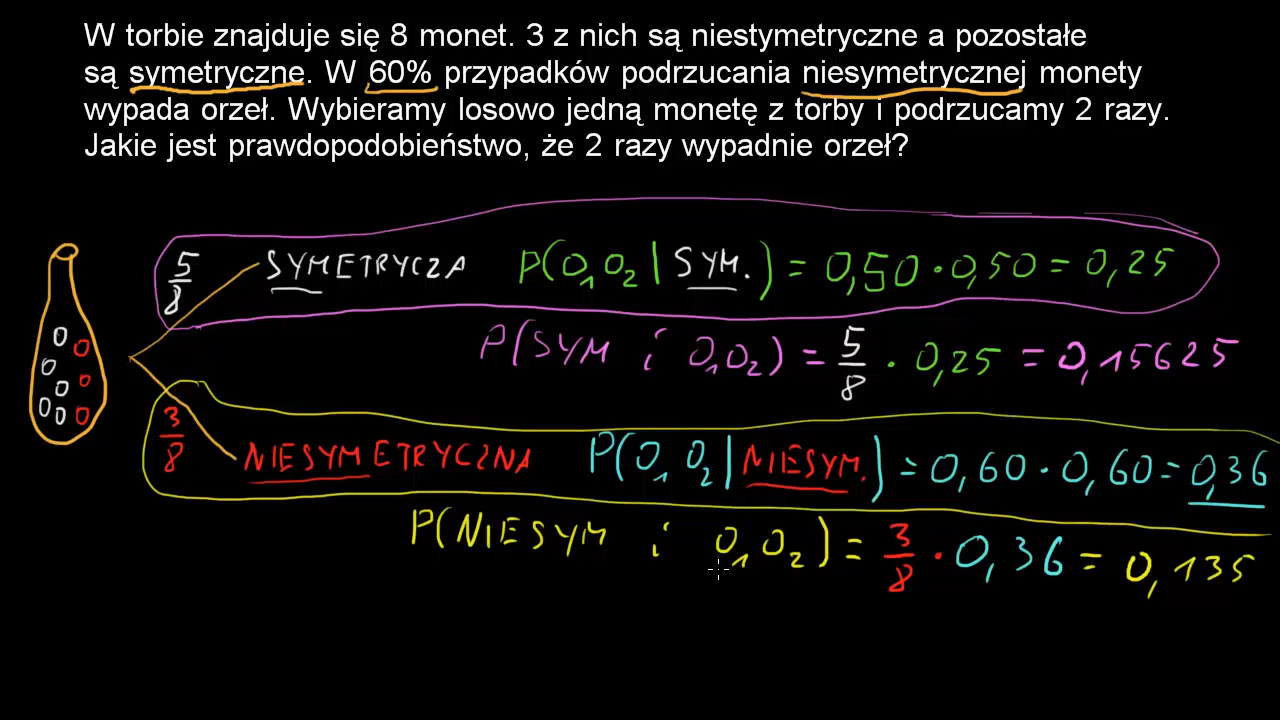 W torbie znajduje się 8 monet. 3 z nich są niestymetryczne a pozostałe
są symetryczne. W 60% przypadków podrzucania niesymetrycznej monety
wypada orzeł. Wybieramy losowo jedną monetę z torby i podrzucamy 2 razy.
Jakie jest prawdopodobieństwo, że 2 razy wypadnie orzeł?
5/8 SYMETRYCZA P(O₁O₂|SYM.) = 0,50 · 0,50 = 0,25
P(SYM i O₁O₂) = 5/8 · 0,25 = 0,15625
3/8 NIESYMETRYCZNA P(O₁O₂|NIESYM.) = 0,60 · 0,60 = 0,36
P(NIESYM i O₁O₂) = 3/8 · 0,36 = 0,135